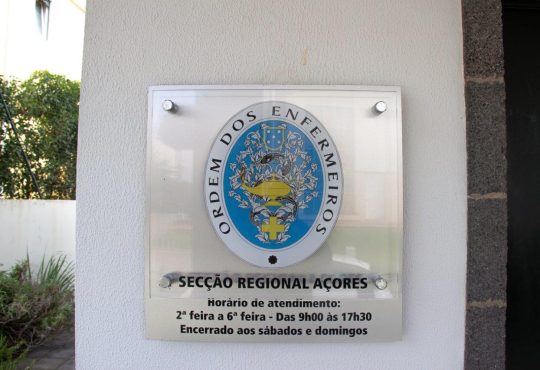 ORDEM DOS ENFERMEIROS
SECÇÃO REGIONAL AÇORES
Horário de atendimento:
2ª feira a 6ª feira - Das 9h00 às 17h30
Encerrado aos sábados e domingos